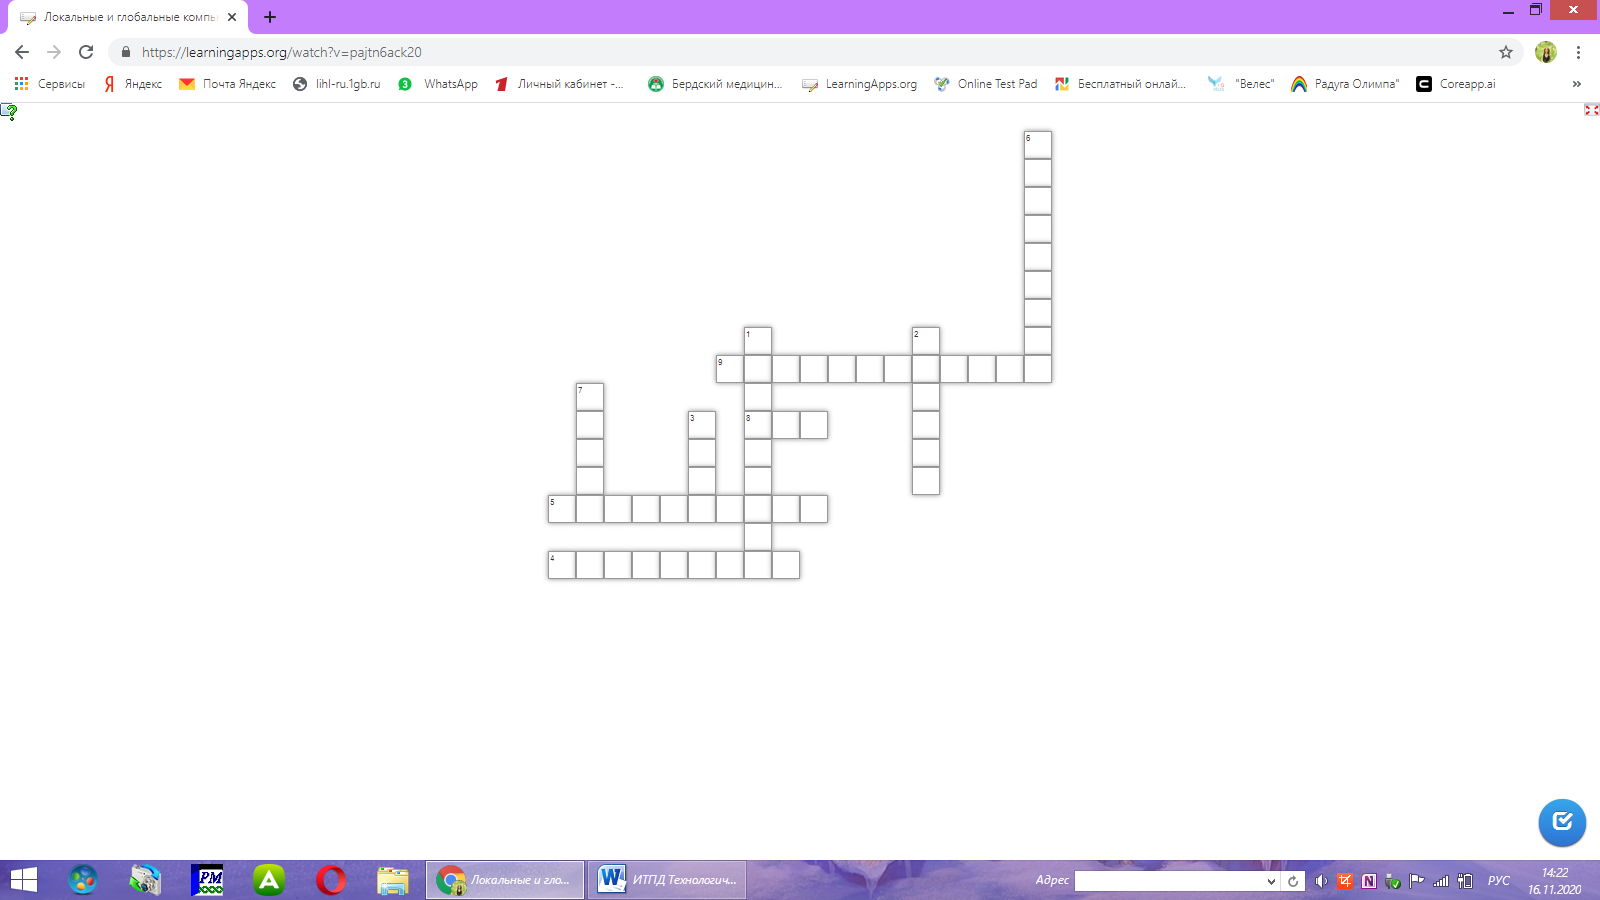 Локальные и глобальные компь
https://learningapps.org/watch?v=pajtn6ack20
Сервисы Яндекс Почта Яндекс lihl-ru.1gb.ru WhatsApp Личный кабинет -... Бердский медицин... LearningApps.org Online Test Pad Бесплатный онлай... "Велес" Радуга Олимпа" Coreapp.ai »
6
1 2
9
7
3 8
5
4
PM Локальные и гло... ИТПД Технологич... Адрес РУС 14:22
16.11.2020